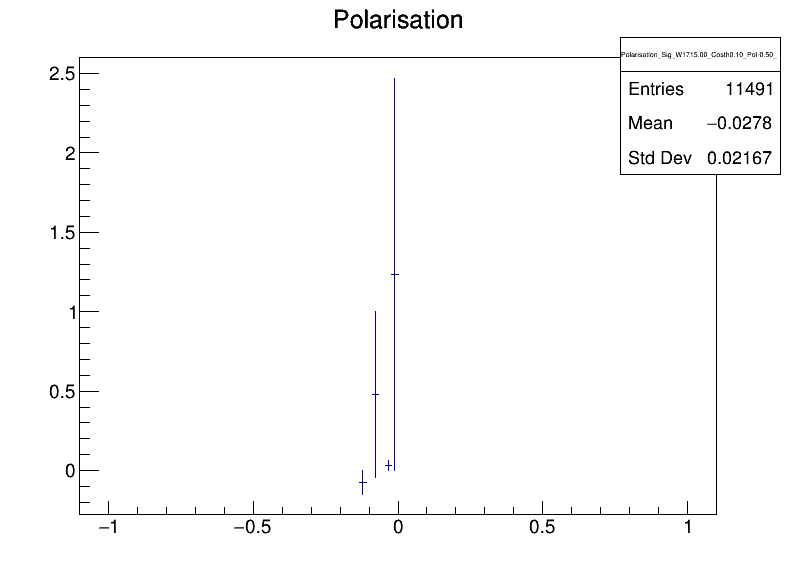 Polarisation
Polarisation_Sig_W1715.00_Costh0.10_Pol-0.50_
Entries 11491
Mean −0.0278
Std Dev 0.02167
2.5
2
1.5
1
0.5
0
−1 −0.5 0 0.5 1